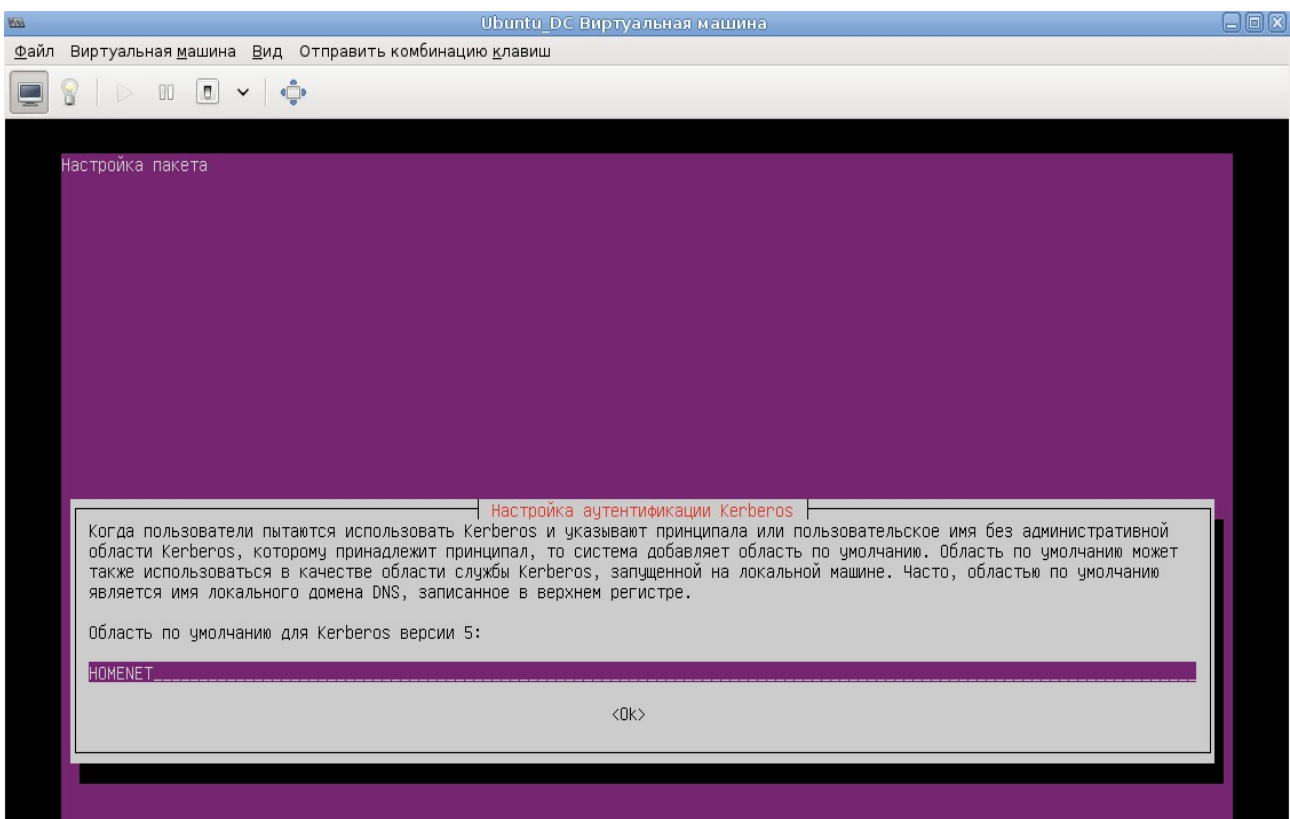 Ubuntu_DC Виртуальная машина
Файл Виртуальная машина Вид Отправить комбинацию клавиш
Настройка пакета
Настройка аутентификации Kerberos
Когда пользователи пытаются использовать Kerberos и указывают принципала или пользовательское имя без административной
области Kerberos, которому принадлежит принципал, то система добавляет область по умолчанию. Область по умолчанию может
также использоваться в качестве области службы Kerberos, запущенной на локальной машине. Часто, областью по умолчанию
является имя локального домена DNS, записанное в верхнем регистре.
Область по умолчанию для Kerberos версии 5:
HOMENET
<Ok>